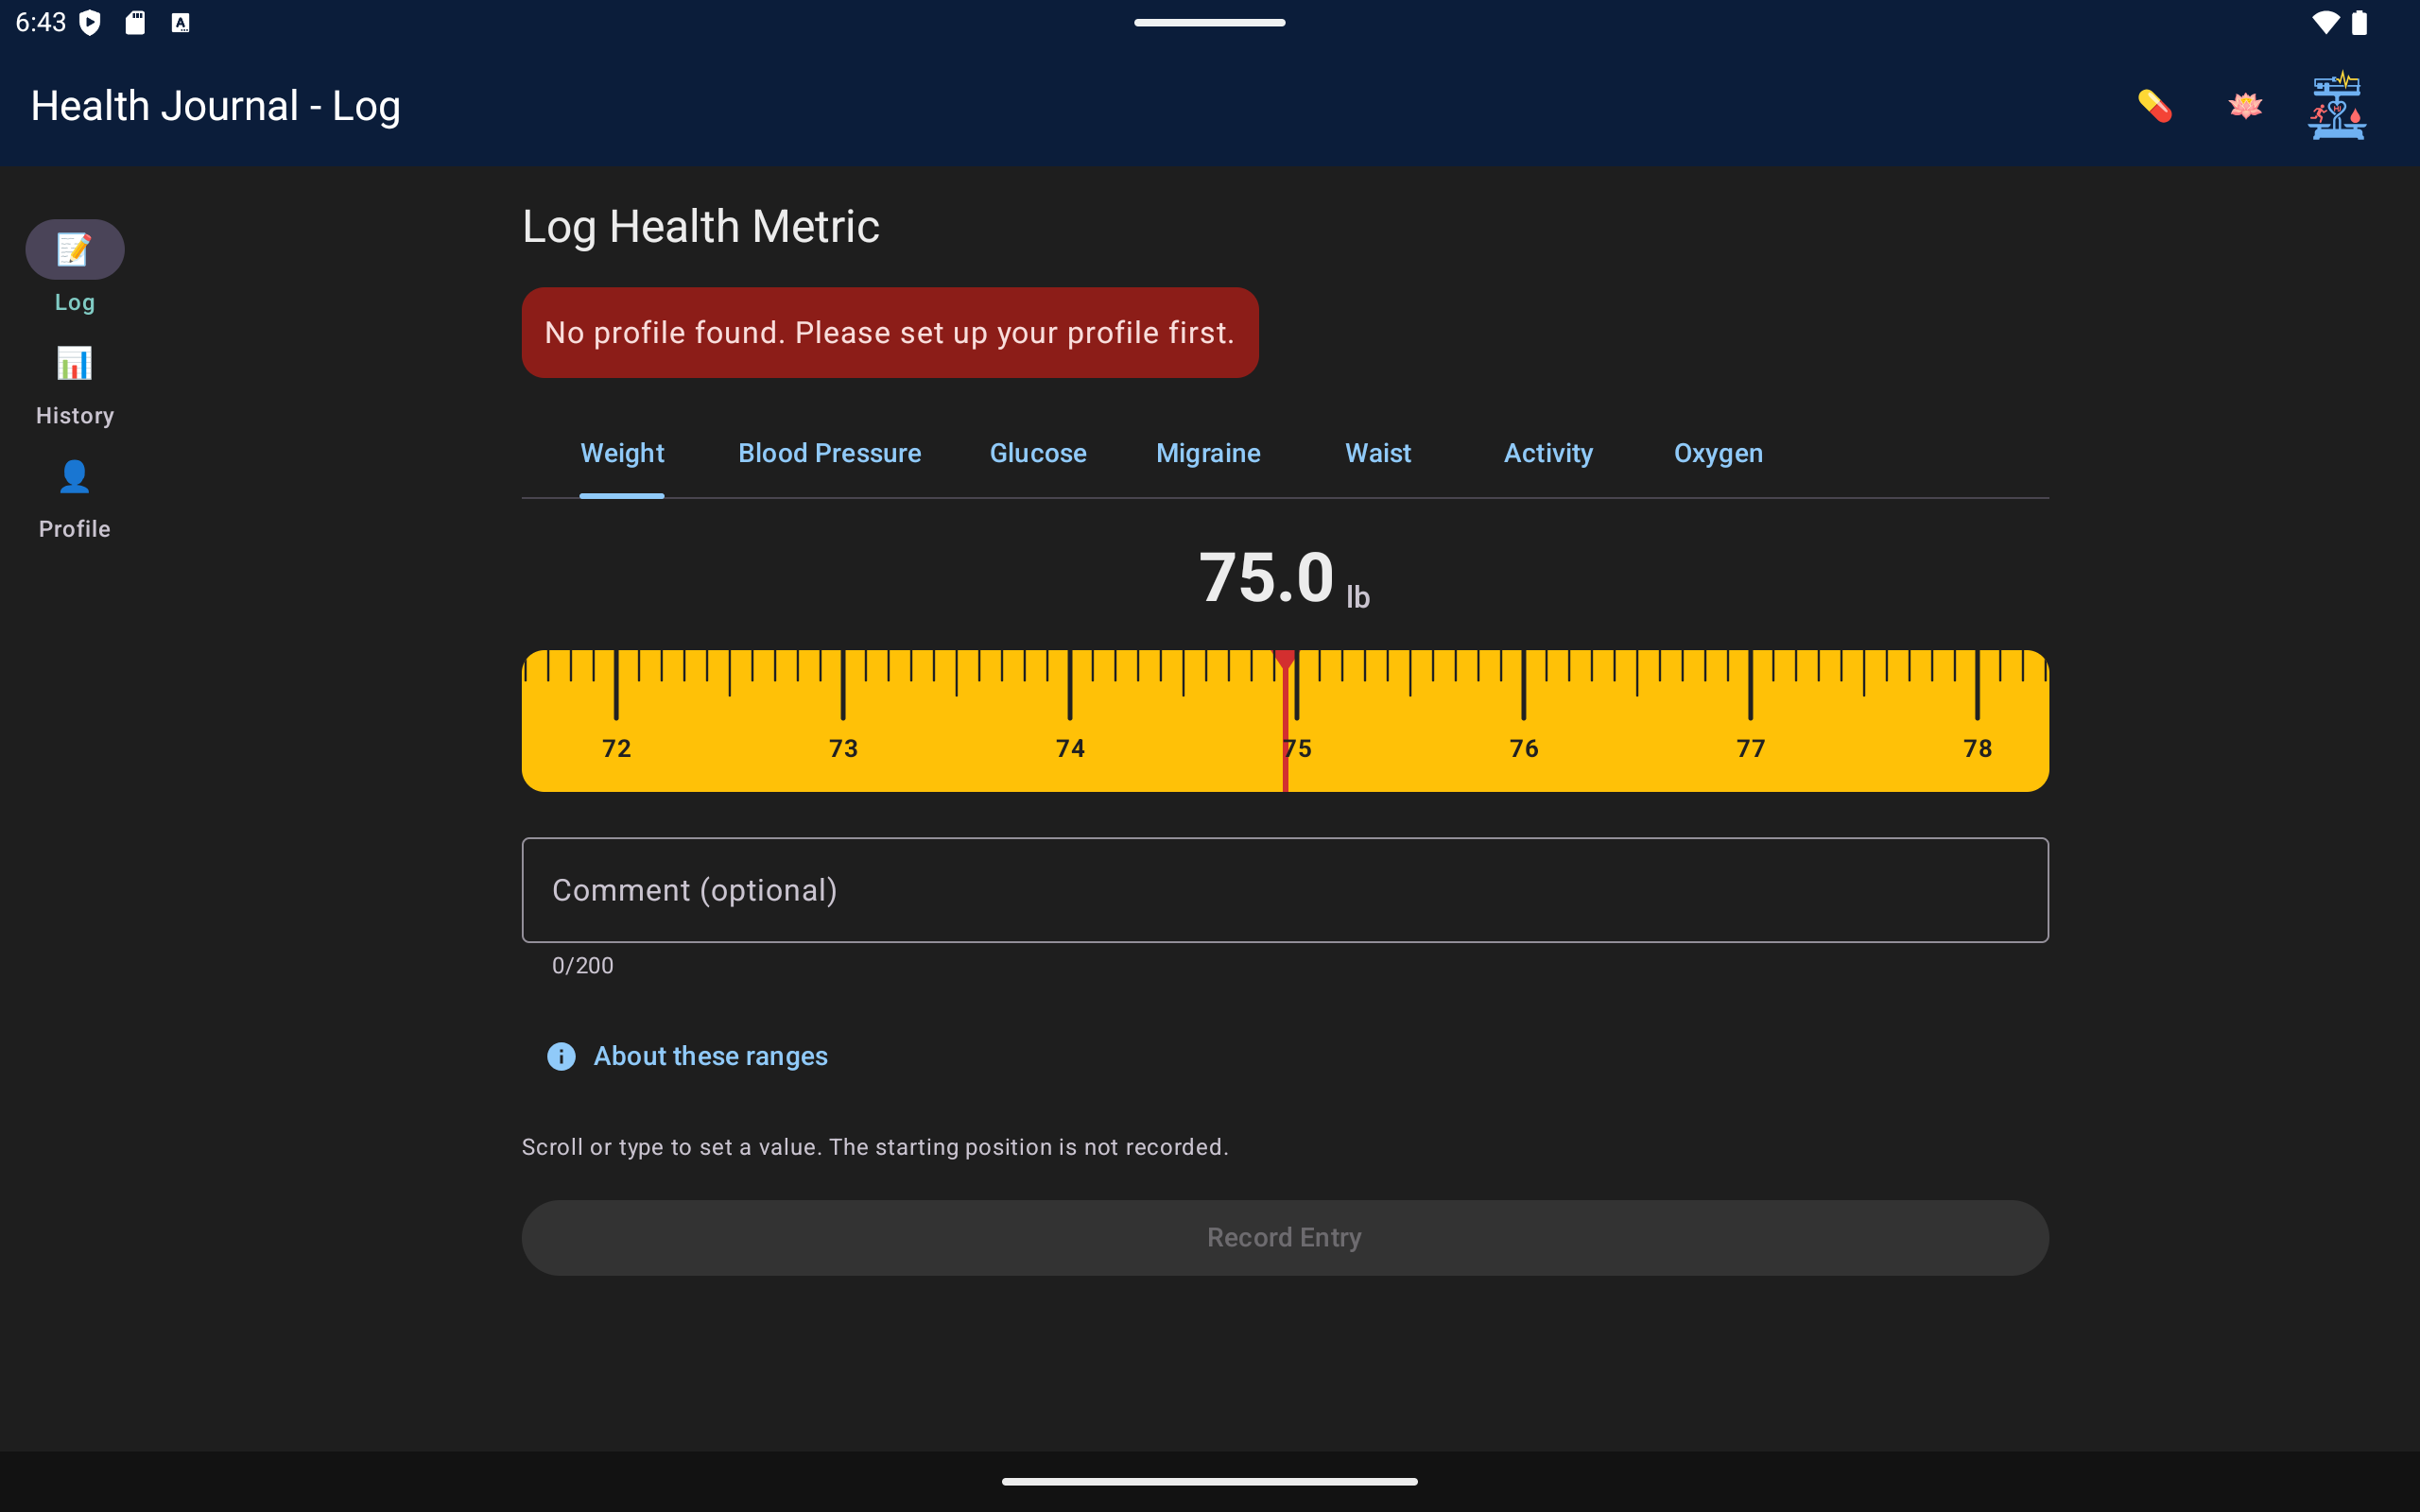 6:43
Health Journal - Log
Log
History
Profile
Log Health Metric
No profile found. Please set up your profile first.
Weight Blood Pressure Glucose Migraine Waist Activity Oxygen
75.0 lb
72 73 74 75 76 77 78
Comment (optional)
0/200
About these ranges
Scroll or type to set a value. The starting position is not recorded.
Record Entry